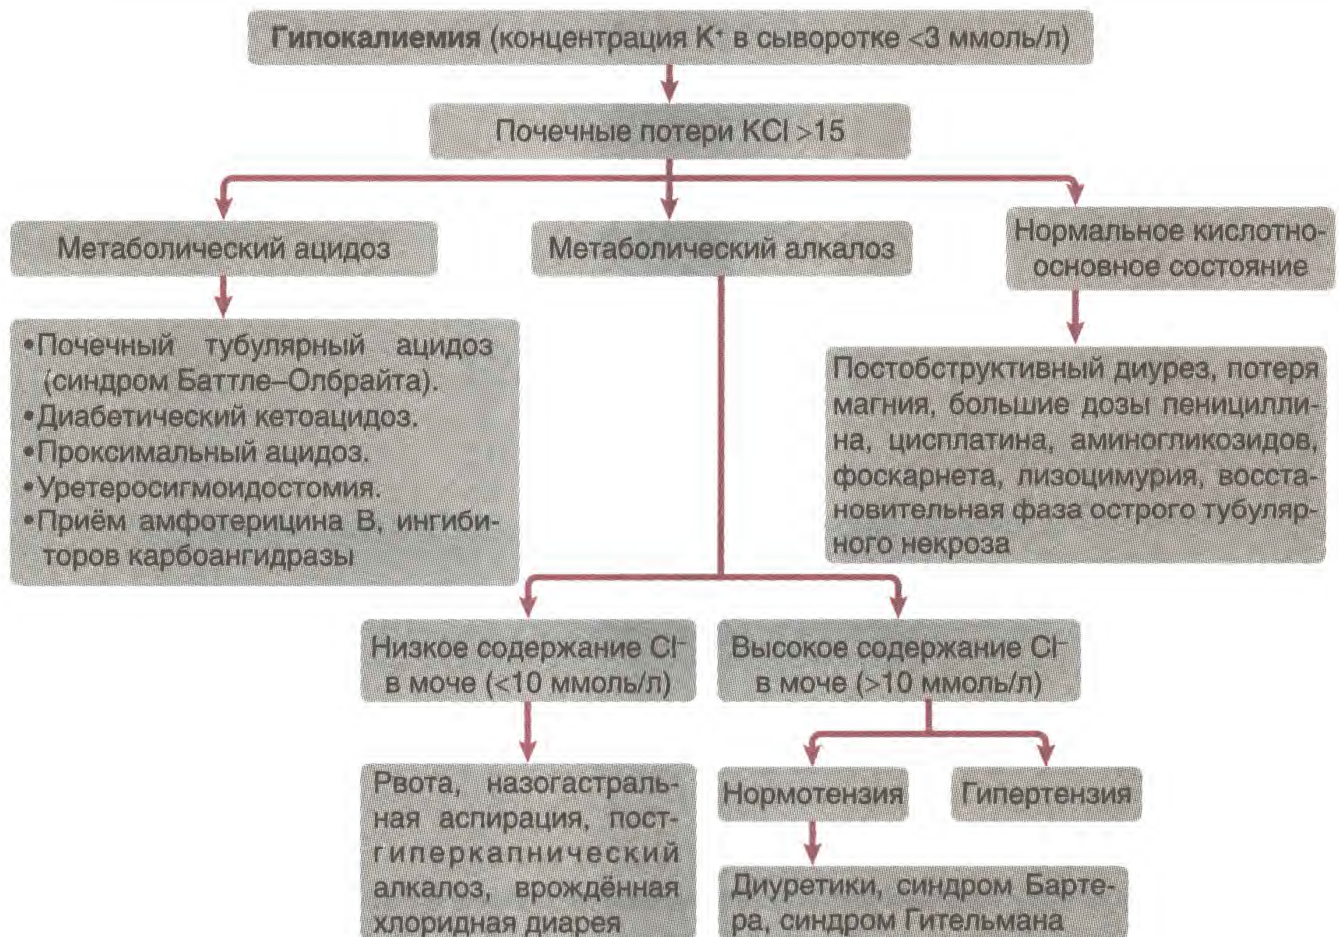 Гипокалиемия (концентрация K⁺ в сыворотке <3 ммоль/л)
Почечные потери KCl >15
Метаболический ацидоз
Метаболический алкалоз
Нормальное кислотно-
основное состояние
•Почечный тубулярный ацидоз
(синдром Баттле–Олбрайта).
•Диабетический кетоацидоз.
•Проксимальный ацидоз.
•Уретеросигмоидостомия.
•Приём амфотерицина В, ингиби-
торов карбоангидразы
Постобструктивный диурез, потеря
магния, большие дозы пеницилли-
на, цисплатина, аминогликозидов,
фоскарнета, лизоцимурия, восста-
новительная фаза острого тубуляр-
ного некроза
Низкое содержание Cl⁻
в моче (<10 ммоль/л)
Высокое содержание Cl⁻
в моче (>10 ммоль/л)
Рвота, назогастраль-
ная аспирация, пост-
гиперкапнический
алкалоз, врождённая
хлоридная диарея
Нормотензия
Гипертензия
Диуретики, синдром Барте-
ра, синдром Гительмана